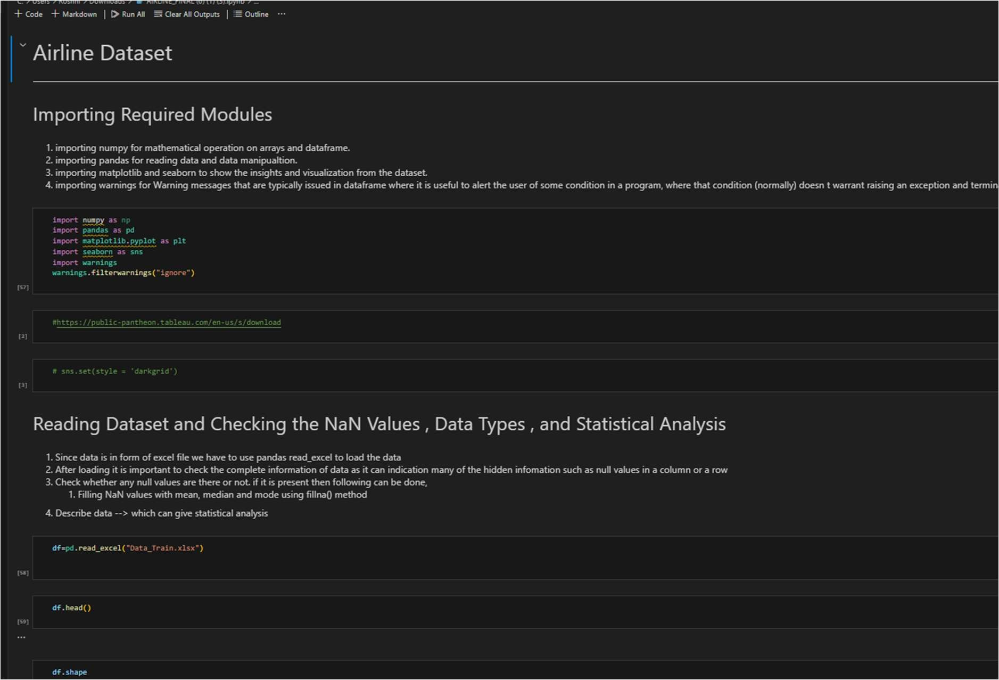 C: > Users > Roshni > Downloads > AIRLINE_FINAL (6) (1) (3).ipynb > ...
+ Code + Markdown | Run All Clear All Outputs | Outline ...
Airline Dataset
Importing Required Modules
1. importing numpy for mathematical operation on arrays and dataframe.
2. importing pandas for reading data and data manipualtion.
3. importing matplotlib and seaborn to show the insights and visualization from the dataset.
4. importing warnings for Warning messages that are typically issued in dataframe where it is useful to alert the user of some condition in a program, where that condition (normally) doesn t warrant raising an exception and termin
import numpy as np
import pandas as pd
import matplotlib.pyplot as plt
import seaborn as sns
import warnings
warnings.filterwarnings("ignore")
[57]
#https://public-pantheon.tableau.com/en-us/s/download
[2]
# sns.set(style = 'darkgrid')
[3]
Reading Dataset and Checking the NaN Values , Data Types , and Statistical Analysis
1. Since data is in form of excel file we have to use pandas read_excel to load the data
2. After loading it is important to check the complete information of data as it can indication many of the hidden infomation such as null values in a column or a row
3. Check whether any null values are there or not. if it is present then following can be done,
1. Filling NaN values with mean, median and mode using fillna() method
4. Describe data --> which can give statistical analysis
df=pd.read_excel("Data_Train.xlsx")
[58]
df.head()
[59]
...
df.shape